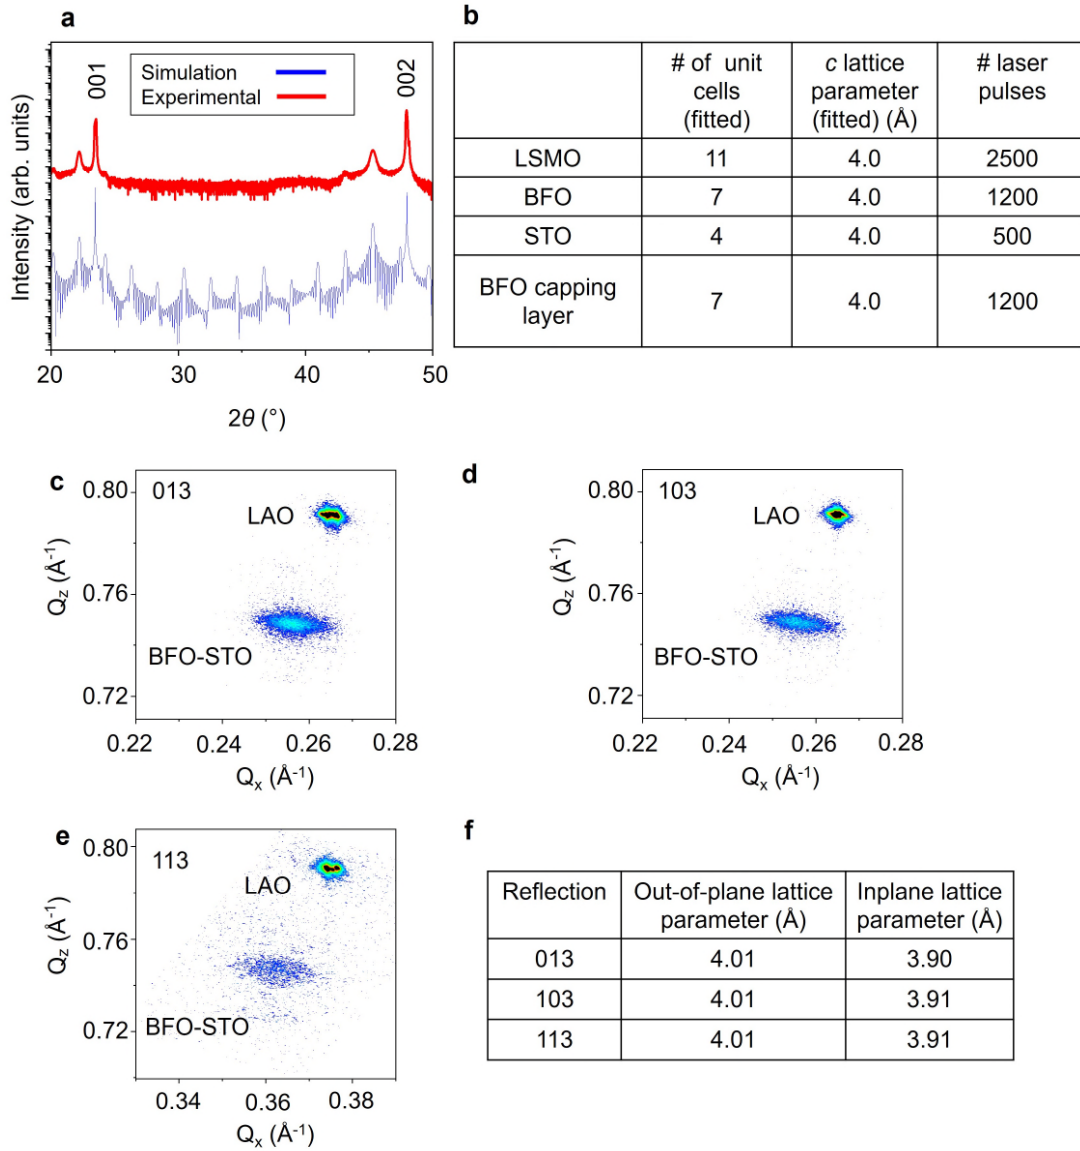 a
Simulation
Experimental
001
002
Intensity (arb. units)
20
30
40
50
2θ (°)
b
# of unit cells (fitted)
c lattice parameter (fitted) (Å)
# laser pulses
LSMO 11 4.0 2500
BFO 7 4.0 1200
STO 4 4.0 500
BFO capping layer 7 4.0 1200
c
013
LAO
BFO-STO
0.80
0.76
0.72
Qz (Å-1)
0.22 0.24 0.26 0.28
Qx (Å-1)
d
103
LAO
BFO-STO
0.80
0.76
0.72
Qz (Å-1)
0.22 0.24 0.26 0.28
Qx (Å-1)
e
113
LAO
BFO-STO
0.80
0.76
0.72
Qz (Å-1)
0.34 0.36 0.38
Qx (Å-1)
f
Reflection
Out-of-plane lattice parameter (Å)
Inplane lattice parameter (Å)
013 4.01 3.90
103 4.01 3.91
113 4.01 3.91